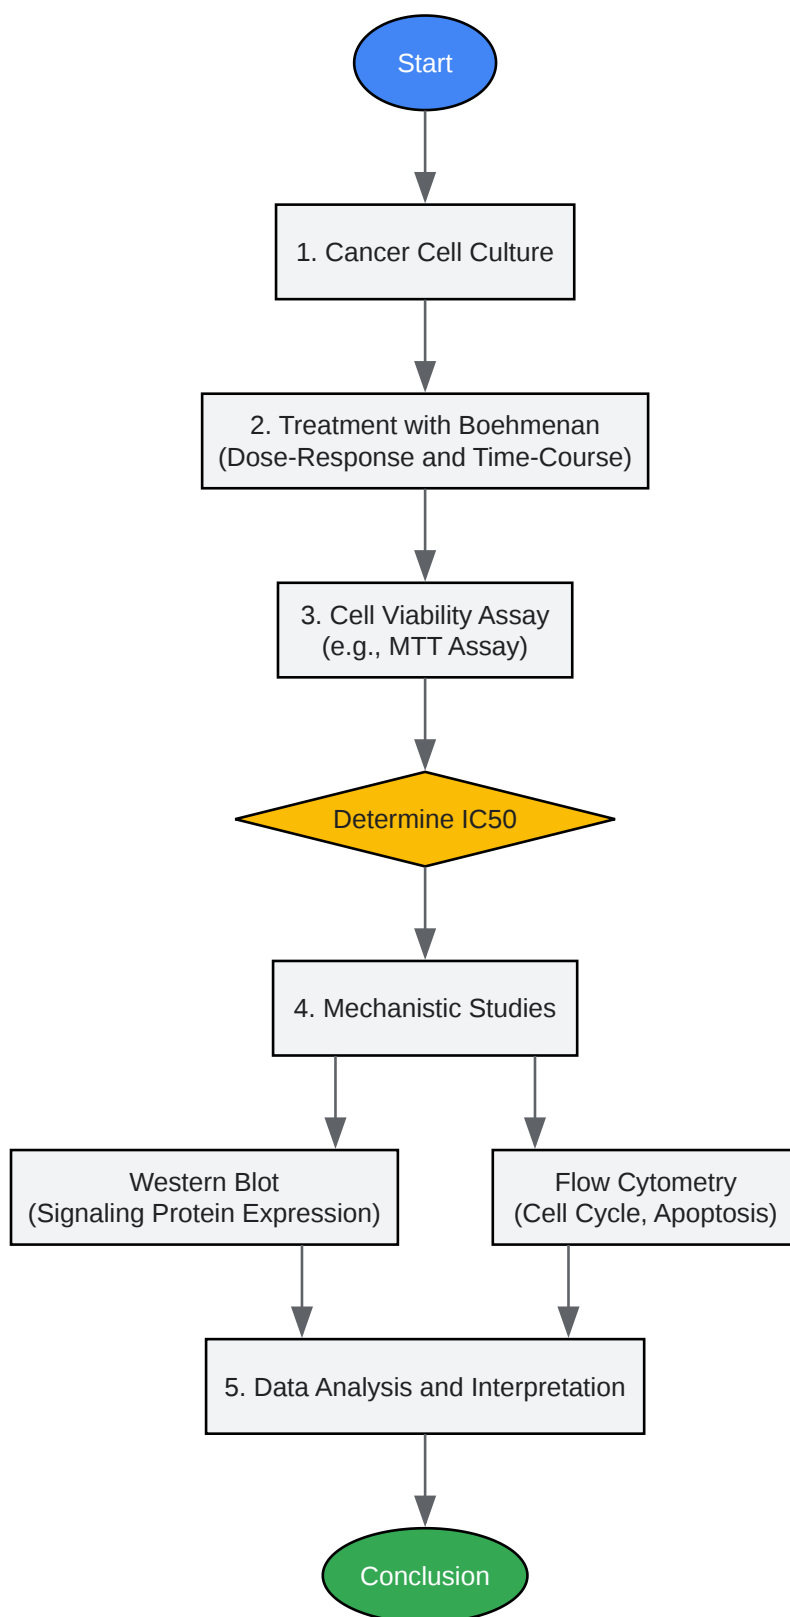 Start
1. Cancer Cell Culture
2. Treatment with Boehmenan
(Dose-Response and Time-Course)
3. Cell Viability Assay
(e.g., MTT Assay)
Determine IC50
4. Mechanistic Studies
Western Blot
(Signaling Protein Expression)
Flow Cytometry
(Cell Cycle, Apoptosis)
5. Data Analysis and Interpretation
Conclusion